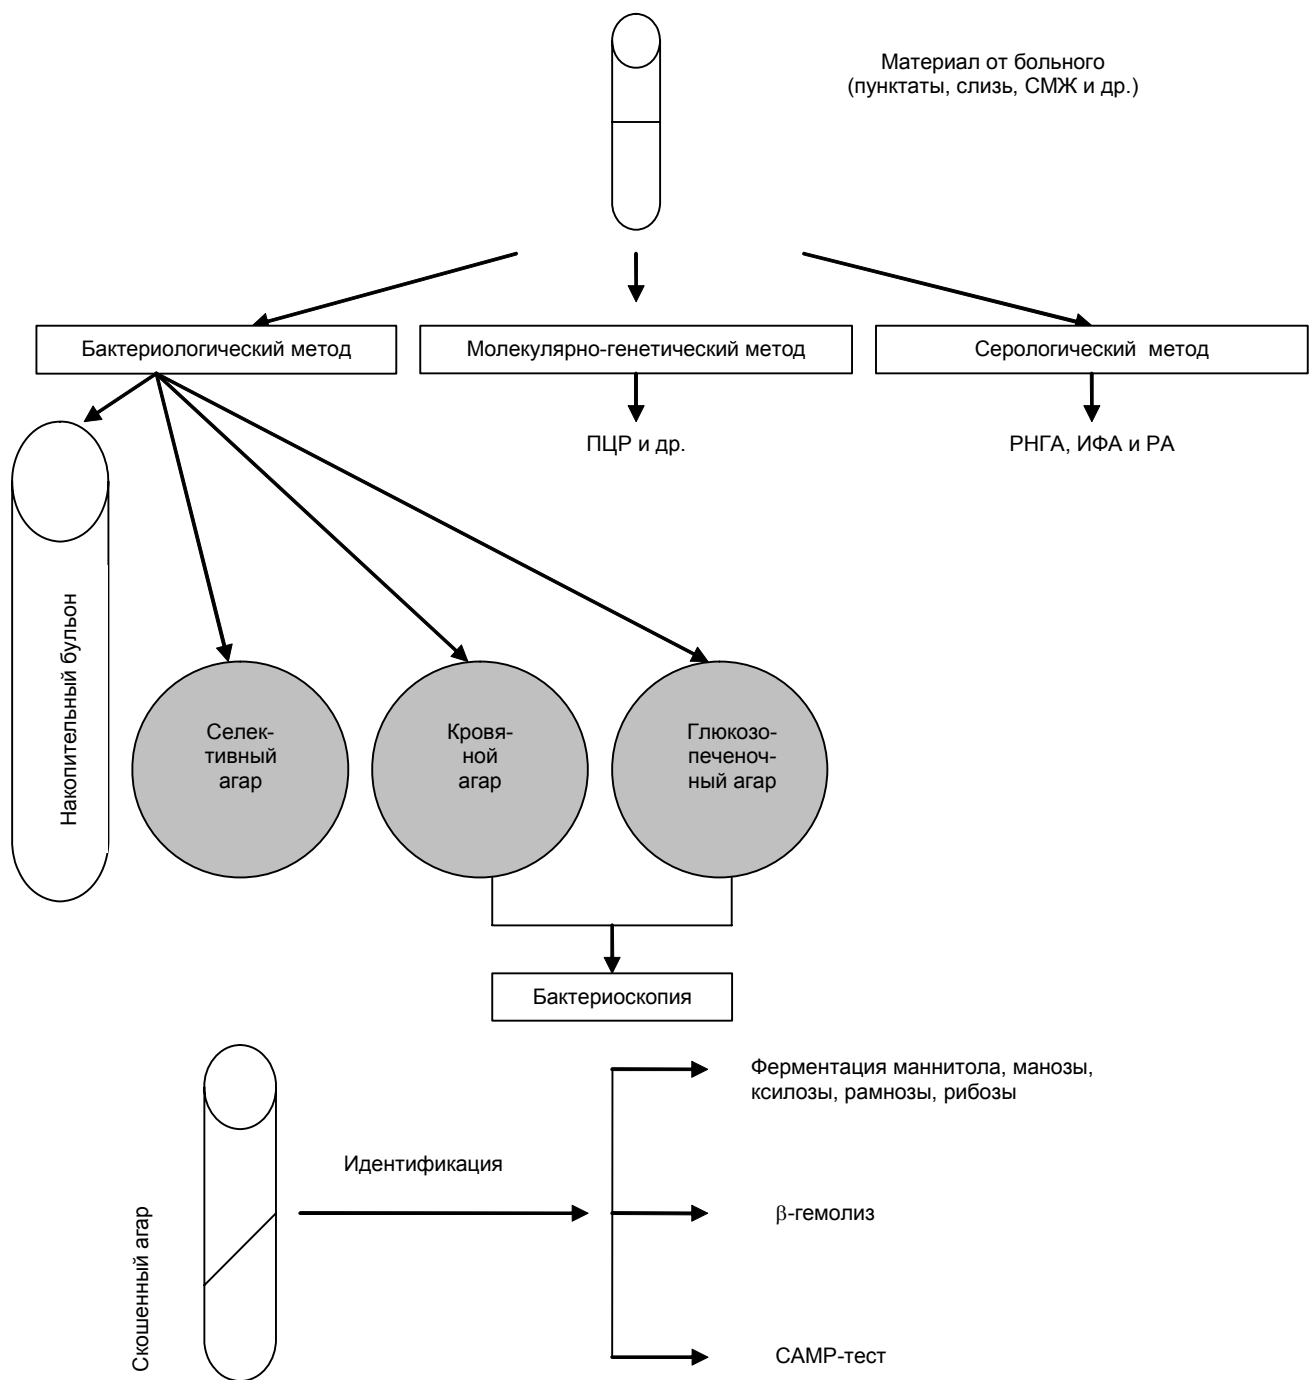 Материал от больного
(пунктаты, слизь, СМЖ и др.)
Бактериологический метод
Молекулярно-генетический метод
Серологический метод
ПЦР и др.
РНГА, ИФА и РА
Накопительный бульон
Селек-
тивный
агар
Кровя-
ной
агар
Глюкозо-
печеноч-
ный агар
Бактериоскопия
Скошенный агар
Идентификация
Ферментация маннитола, манозы,
ксилозы, рамнозы, рибозы
β-гемолиз
CAMP-тест